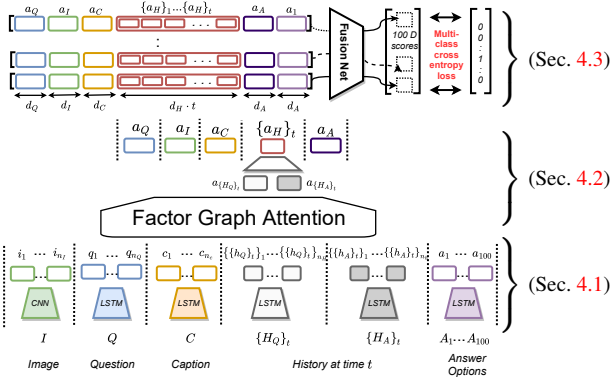 a_Q a_I a_C {a_H}_1...{a_H}_t a_A a_1
[ ... ]
:
[ ... ]
[ ... ]
d_Q d_I d_C d_H · t d_A d_A
Fusion Net
100 D
scores
Multi-
class
cross
entropy
loss
0
0
:
1
:
0
(Sec. 4.3)
a_Q a_I a_C {a_H}_t a_A
a_{H_Q}_t a_{H_A}_t
(Sec. 4.2)
Factor Graph Attention
i_1 ... i_{n_I} q_1 ... q_{n_Q} c_1 ... c_{n_c} {{h_Q}_t}_1...{{h_Q}_t}_{n_h} {{h_A}_t}_1...{{h_A}_t}_{n_h} a_1 ... a_100
CNN LSTM LSTM LSTM LSTM LSTM
(Sec. 4.1)
I Q C {H_Q}_t {H_A}_t A_1...A_100
Image Question Caption History at time t Answer
Options